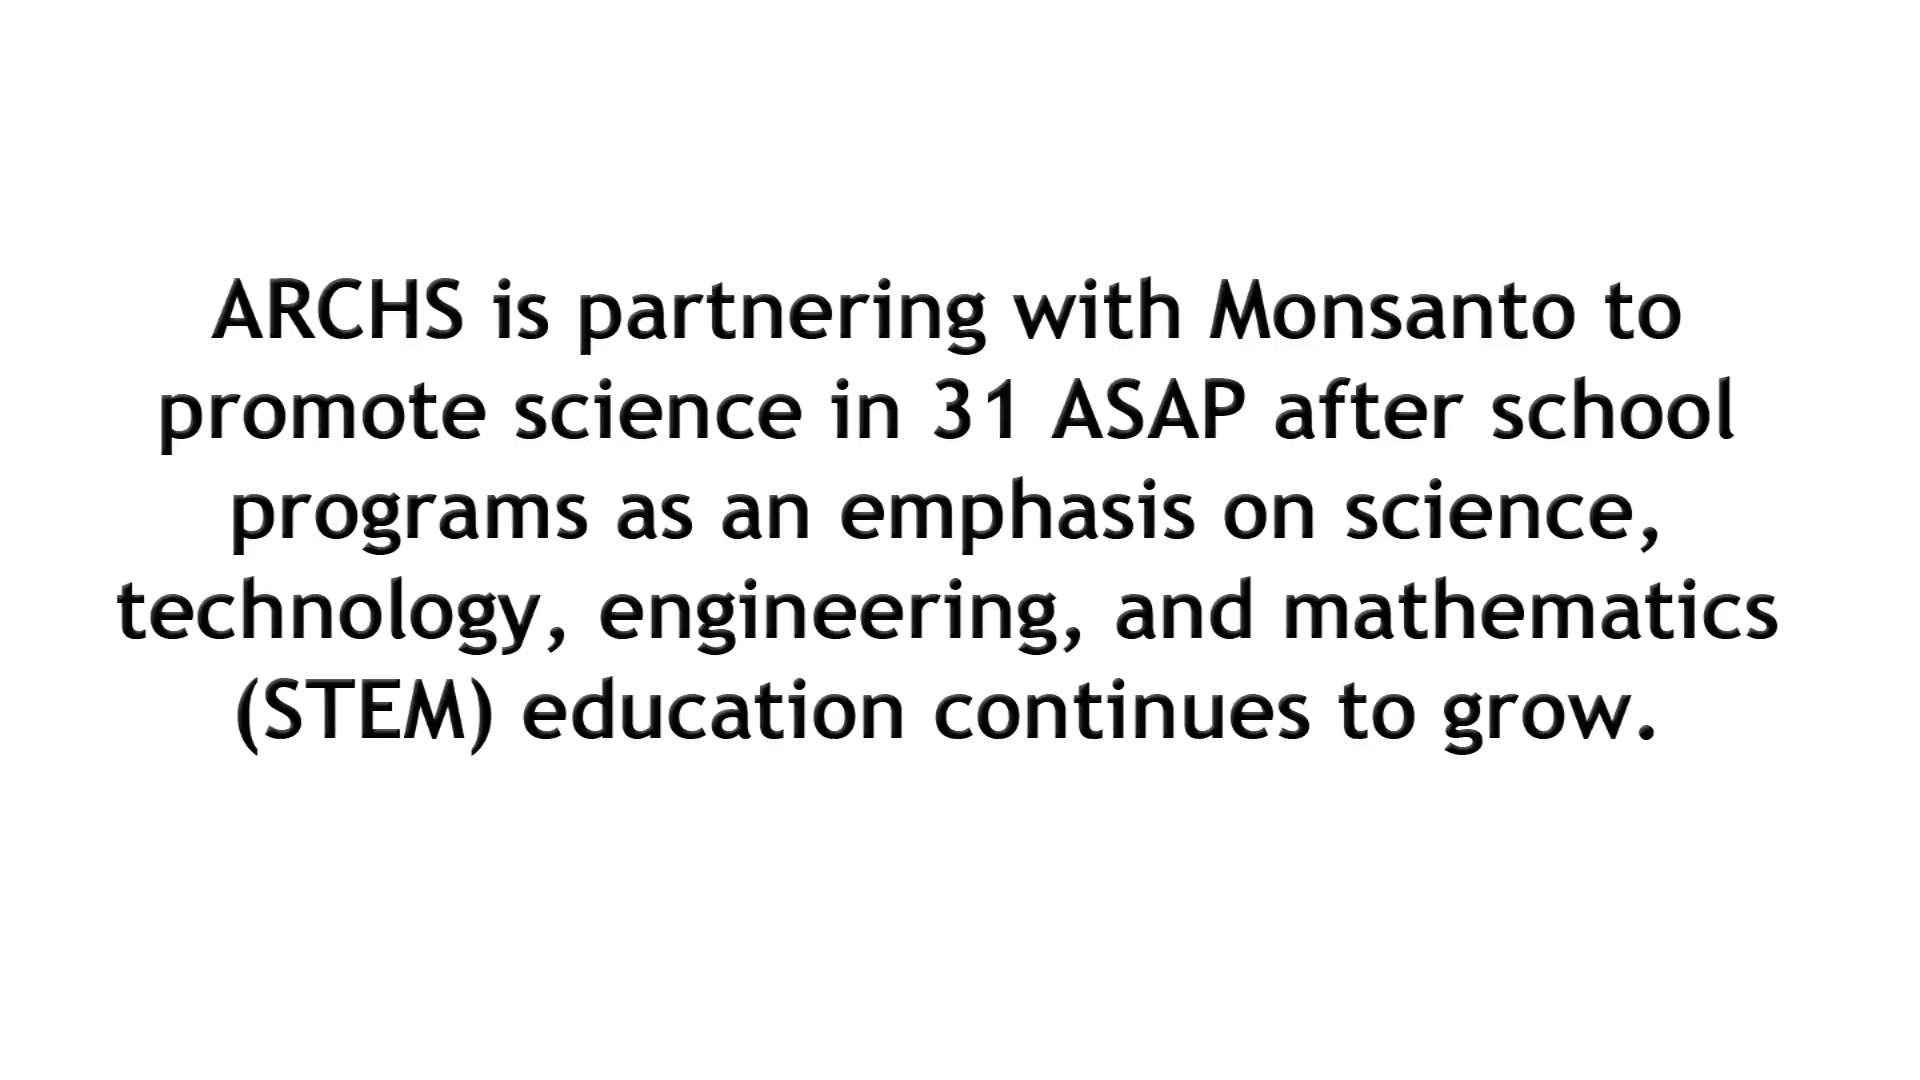 ARCHS is partnering with Monsanto to
promote science in 31 ASAP after school
programs as an emphasis on science,
technology, engineering, and mathematics
(STEM) education continues to grow.